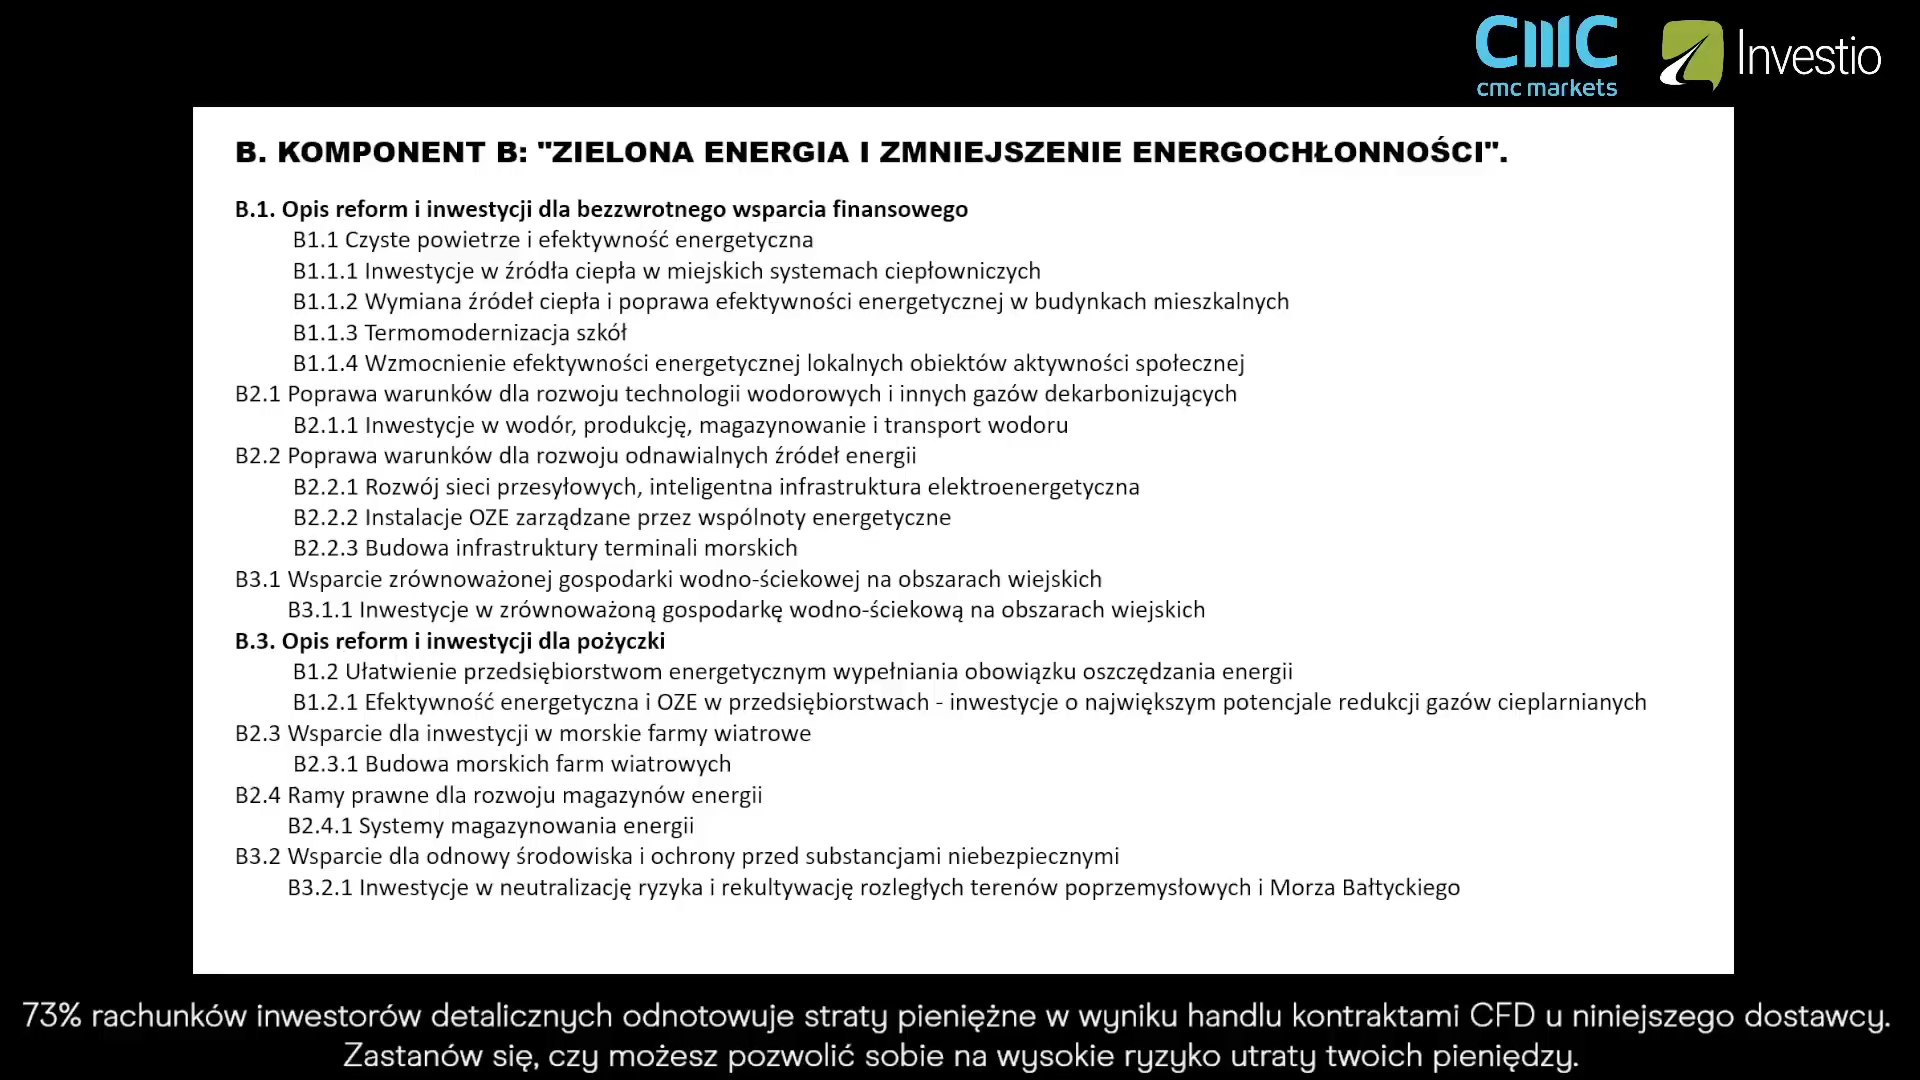 CMC
cmc markets
Investio
B. KOMPONENT B: "ZIELONA ENERGIA I ZMNIEJSZENIE ENERGOCHŁONNOŚCI".
B.1. Opis reform i inwestycji dla bezzwrotnego wsparcia finansowego
B1.1 Czyste powietrze i efektywność energetyczna
B1.1.1 Inwestycje w źródła ciepła w miejskich systemach ciepłowniczych
B1.1.2 Wymiana źródeł ciepła i poprawa efektywności energetycznej w budynkach mieszkalnych
B1.1.3 Termomodernizacja szkół
B1.1.4 Wzmocnienie efektywności energetycznej lokalnych obiektów aktywności społecznej
B2.1 Poprawa warunków dla rozwoju technologii wodorowych i innych gazów dekarbonizujących
B2.1.1 Inwestycje w wodór, produkcję, magazynowanie i transport wodoru
B2.2 Poprawa warunków dla rozwoju odnawialnych źródeł energii
B2.2.1 Rozwój sieci przesyłowych, inteligentna infrastruktura elektroenergetyczna
B2.2.2 Instalacje OZE zarządzane przez wspólnoty energetyczne
B2.2.3 Budowa infrastruktury terminali morskich
B3.1 Wsparcie zrównoważonej gospodarki wodno-ściekowej na obszarach wiejskich
B3.1.1 Inwestycje w zrównoważoną gospodarkę wodno-ściekową na obszarach wiejskich
B.3. Opis reform i inwestycji dla pożyczki
B1.2 Ułatwienie przedsiębiorstwom energetycznym wypełniania obowiązku oszczędzania energii
B1.2.1 Efektywność energetyczna i OZE w przedsiębiorstwach - inwestycje o największym potencjale redukcji gazów cieplarnianych
B2.3 Wsparcie dla inwestycji w morskie farmy wiatrowe
B2.3.1 Budowa morskich farm wiatrowych
B2.4 Ramy prawne dla rozwoju magazynów energii
B2.4.1 Systemy magazynowania energii
B3.2 Wsparcie dla odnowy środowiska i ochrony przed substancjami niebezpiecznymi
B3.2.1 Inwestycje w neutralizację ryzyka i rekultywację rozległych terenów poprzemysłowych i Morza Bałtyckiego
73% rachunków inwestorów detalicznych odnotowuje straty pieniężne w wyniku handlu kontraktami CFD u niniejszego dostawcy.
Zastanów się, czy możesz pozwolić sobie na wysokie ryzyko utraty twoich pieniędzy.